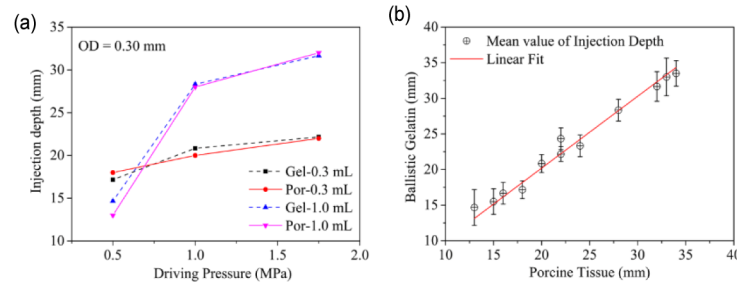 (a)
OD = 0.30 mm
35
30
25
20
15
10
Injection depth (mm)
0.5
1.0
1.5
2.0
Driving Pressure (MPa)
Gel-0.3 mL
Por-0.3 mL
Gel-1.0 mL
Por-1.0 mL
(b)
Mean value of Injection Depth
Linear Fit
45
40
35
30
25
20
15
10
Ballistic Gelatin (mm)
10
15
20
25
30
35
40
Porcine Tissue (mm)